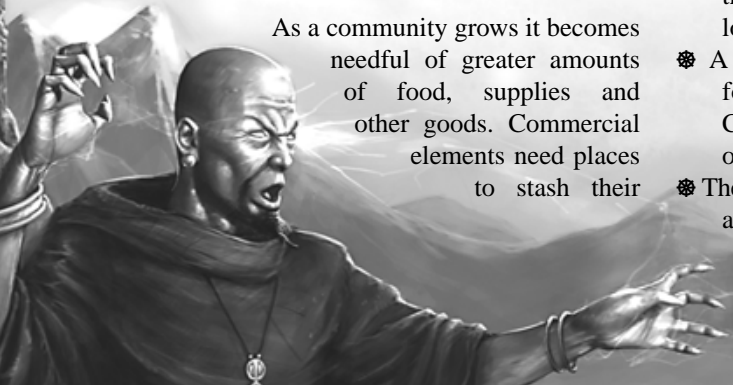 As a community grows it becomes
needful of greater amounts
of food, supplies and
other goods. Commercial
elements need places
to stash their
A